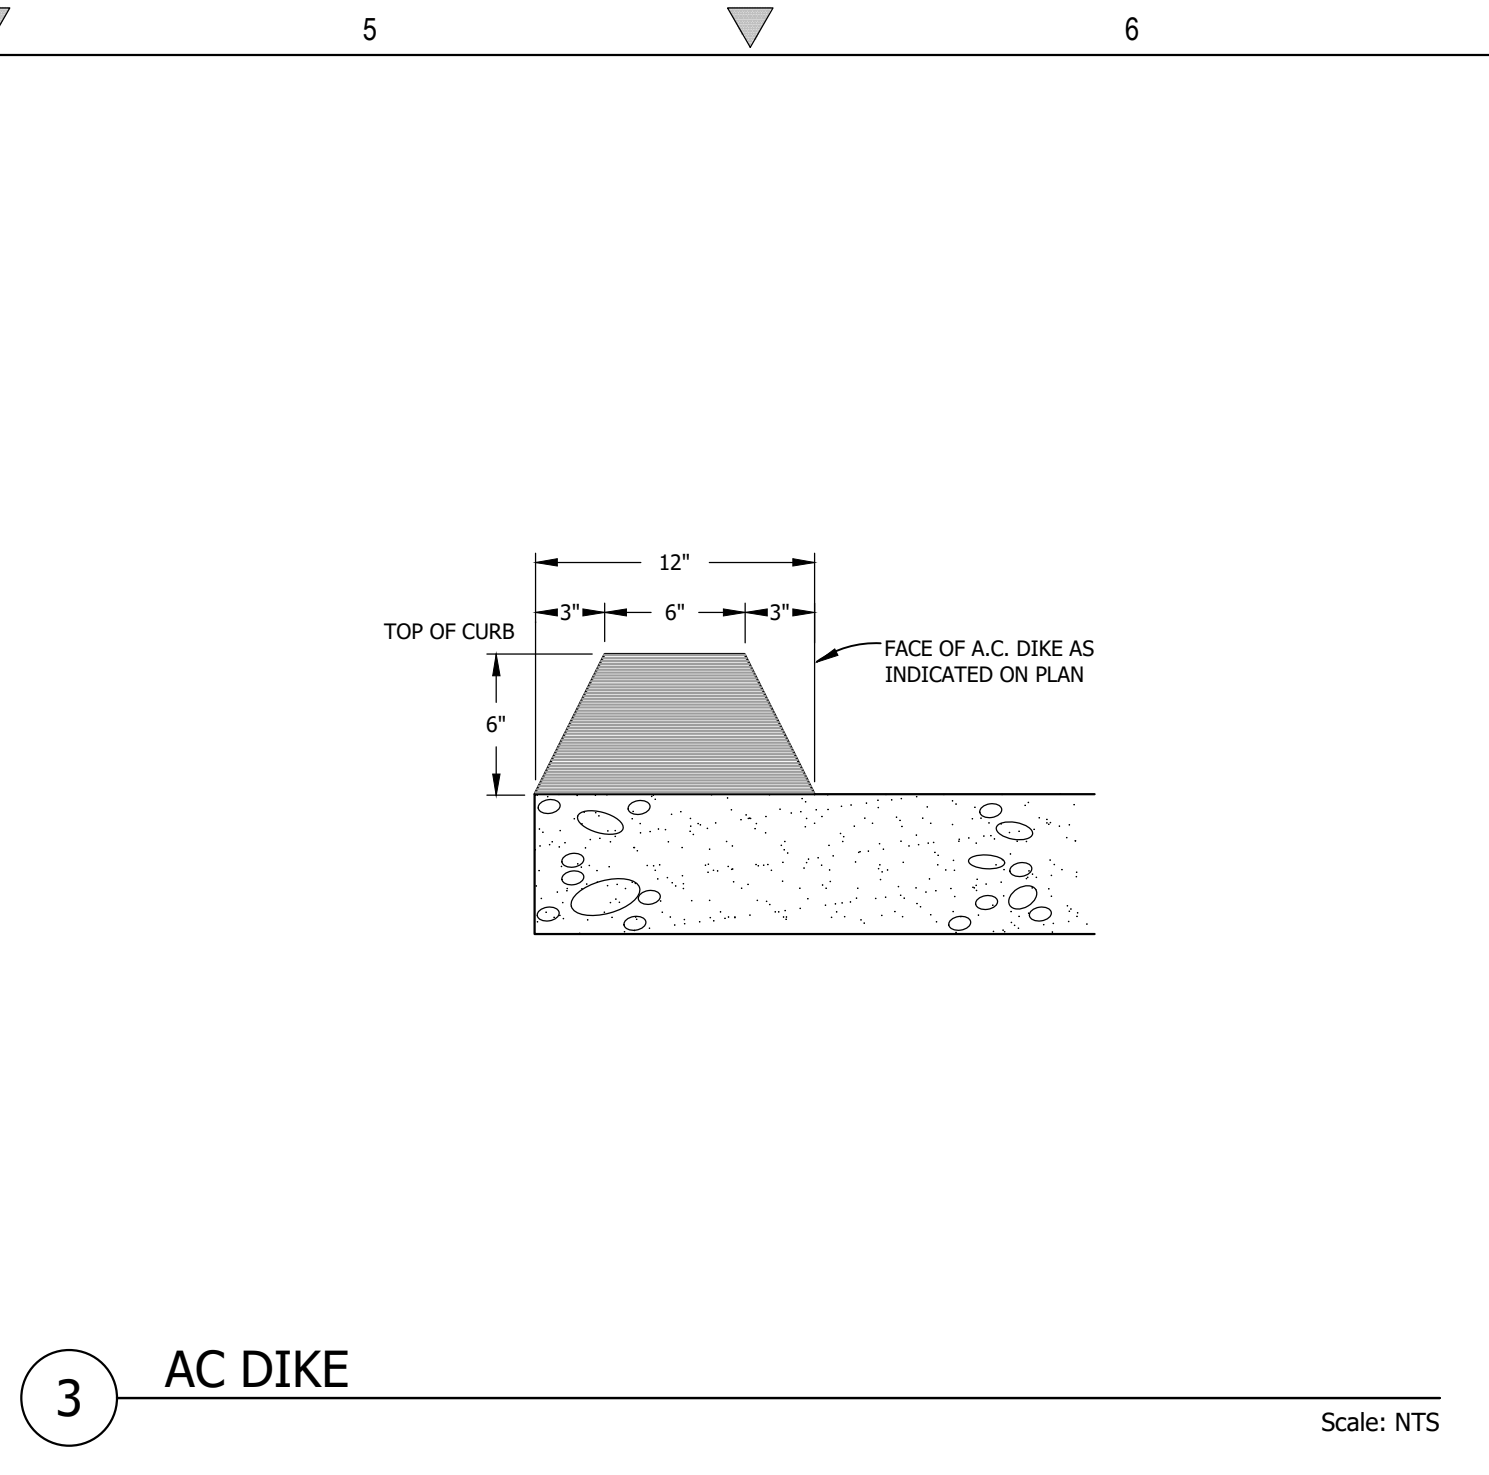 5
6
12"
3"
6"
3"
TOP OF CURB
FACE OF A.C. DIKE AS
INDICATED ON PLAN
6"
3
AC DIKE
Scale: NTS